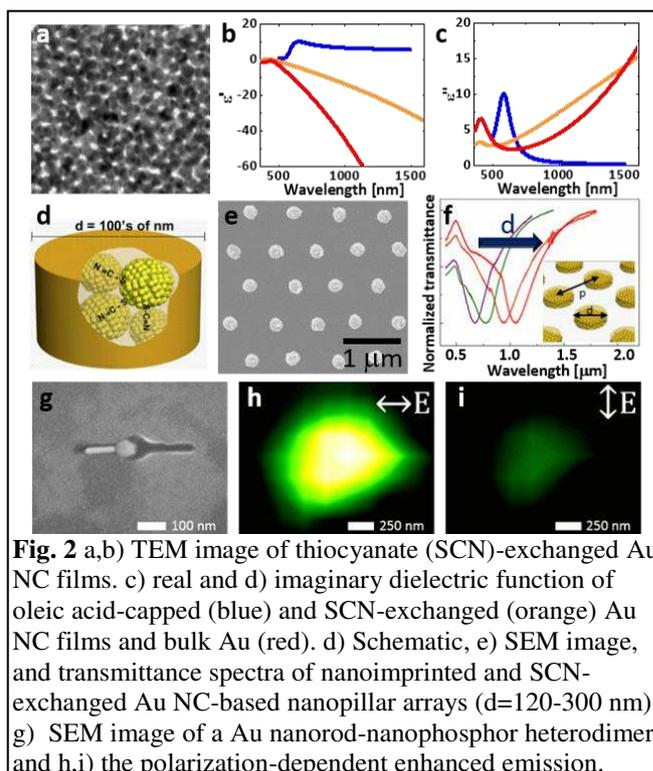 a
b
c
20
15
10
5
0
0
-20
-40
-60
ε'
ε''
500 1000 1500
Wavelength [nm]
500 1000 1500
Wavelength [nm]
d
d = 100's of nm
N=C-S
N=C-S
S-C=N
e
1 μm
f
d
Normalized transmittance
p
d
0.5 1.0 1.5 2.0
Wavelength [μm]
g
100 nm
h
E
250 nm
i
E
250 nm
Fig. 2 a,b) TEM image of thiocyanate (SCN)-exchanged Au
NC films. c) real and d) imaginary dielectric function of
oleic acid-capped (blue) and SCN-exchanged (orange) Au
NC films and bulk Au (red). d) Schematic, e) SEM image,
and transmittance spectra of nanoimprinted and SCN-
exchanged Au NC-based nanopillar arrays (d=120-300 nm)
g) SEM image of a Au nanorod-nanophosphor heterodimer
and h,i) the polarization-dependent enhanced emission.